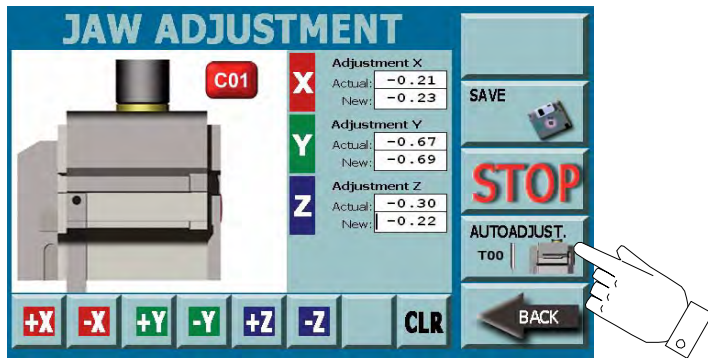 JAW ADJUSTMENT
C01
X
Adjustment X
Actual: -0.21
New: -0.23
Y
Adjustment Y
Actual: -0.67
New: -0.69
Z
Adjustment Z
Actual: -0.30
New: -0.22
SAVE
STOP
AUTOADJUST.
T00
BACK
+X -X +Y -Y +Z -Z CLR